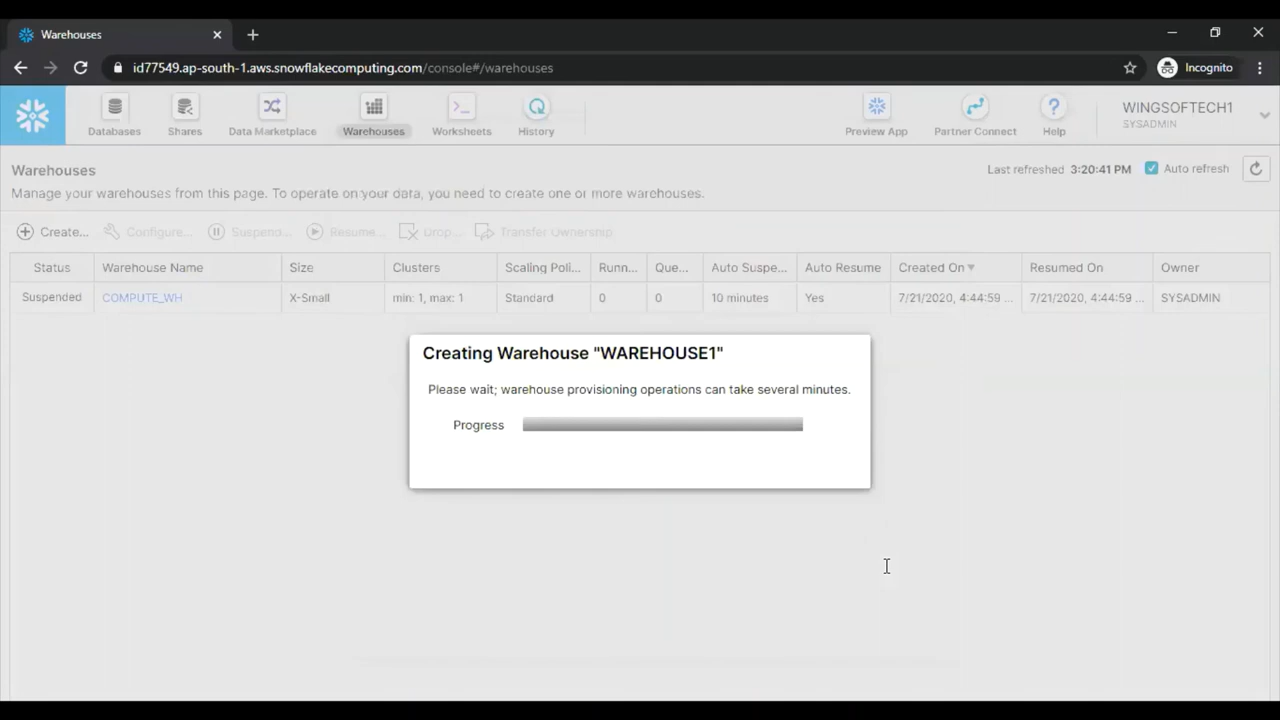 Warehouses
id77549.ap-south-1.aws.snowflakecomputing.com/console#/warehouses
Incognito
Databases
Shares
Data Marketplace
Warehouses
Worksheets
History
Preview App
Partner Connect
Help
WINGSOFTECH1
SYSADMIN
Warehouses
Last refreshed 3:20:41 PM
Auto refresh
Manage your warehouses from this page. To operate on your data, you need to create one or more warehouses.
Create... Configure... Suspend... Resume... Drop... Transfer Ownership
Status Warehouse Name Size Clusters Scaling Poli... Runn... Que... Auto Suspe... Auto Resume Created On Resumed On Owner
Suspended COMPUTE_WH X-Small min: 1, max: 1 Standard 0 0 10 minutes Yes 7/21/2020, 4:44:59 ... 7/21/2020, 4:44:59 ... SYSADMIN
Creating Warehouse "WAREHOUSE1"
Please wait; warehouse provisioning operations can take several minutes.
Progress